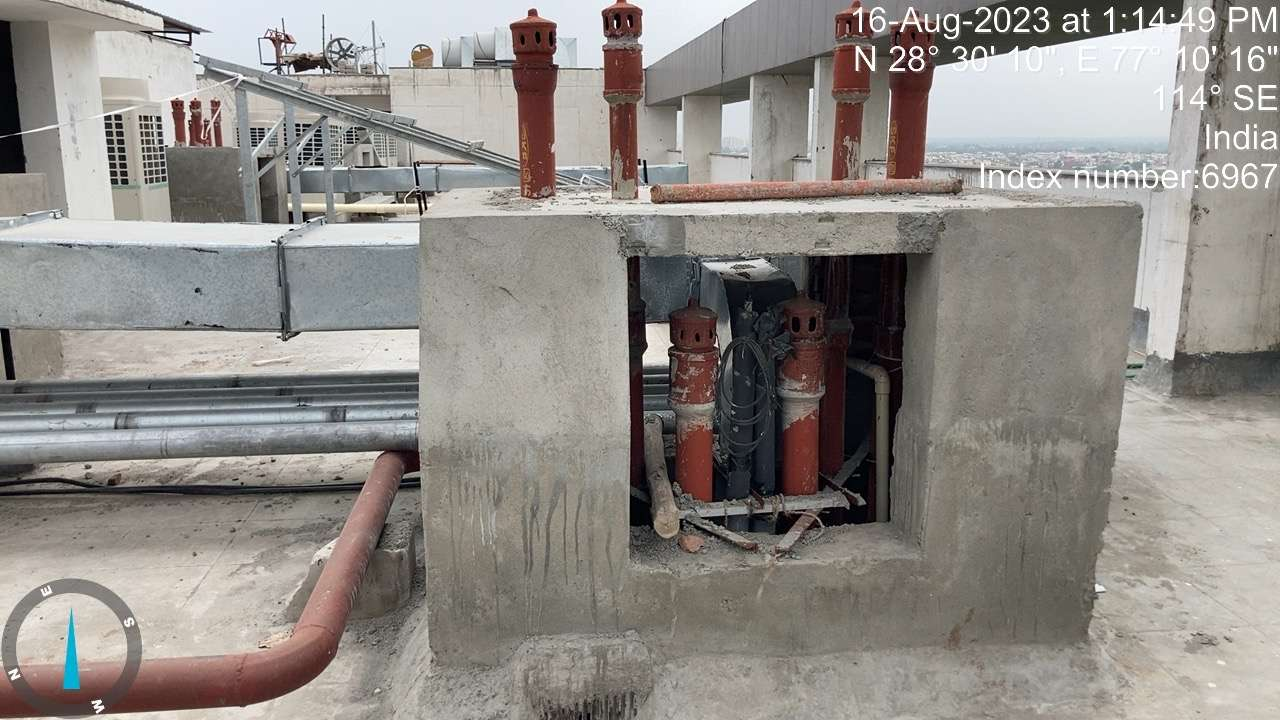 16-Aug-2023 at 1:14:49 PM
N 28° 30' 10", E 77° 10' 16"
114° SE
India
Index number:6967
E
S
N
W